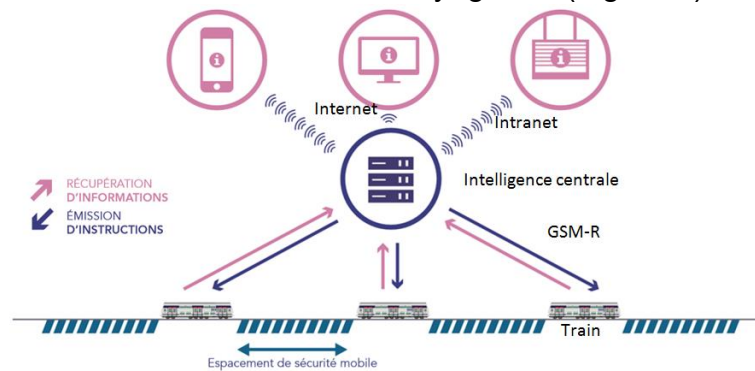 Internet
Intranet
Intelligence centrale
RÉCUPÉRATION
D'INFORMATIONS
ÉMISSION
D'INSTRUCTIONS
GSM-R
Train
Espacement de sécurité mobile